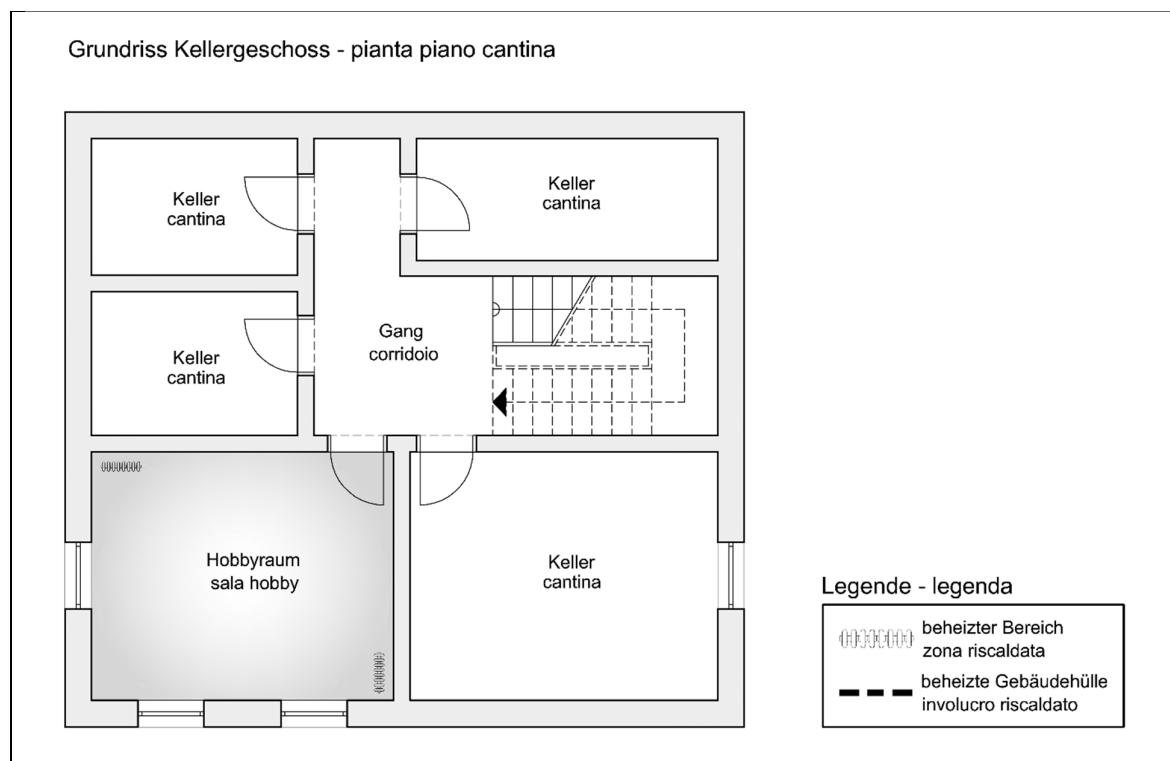 Grundriss Kellergeschoss - pianta piano cantina
Keller
cantina
Keller
cantina
Keller
cantina
Gang
corridoio
Hobbyraum
sala hobby
Keller
cantina
Legende - legenda
beheizter Bereich
zona riscaldata
beheizte Gebäudehülle
involucro riscaldato